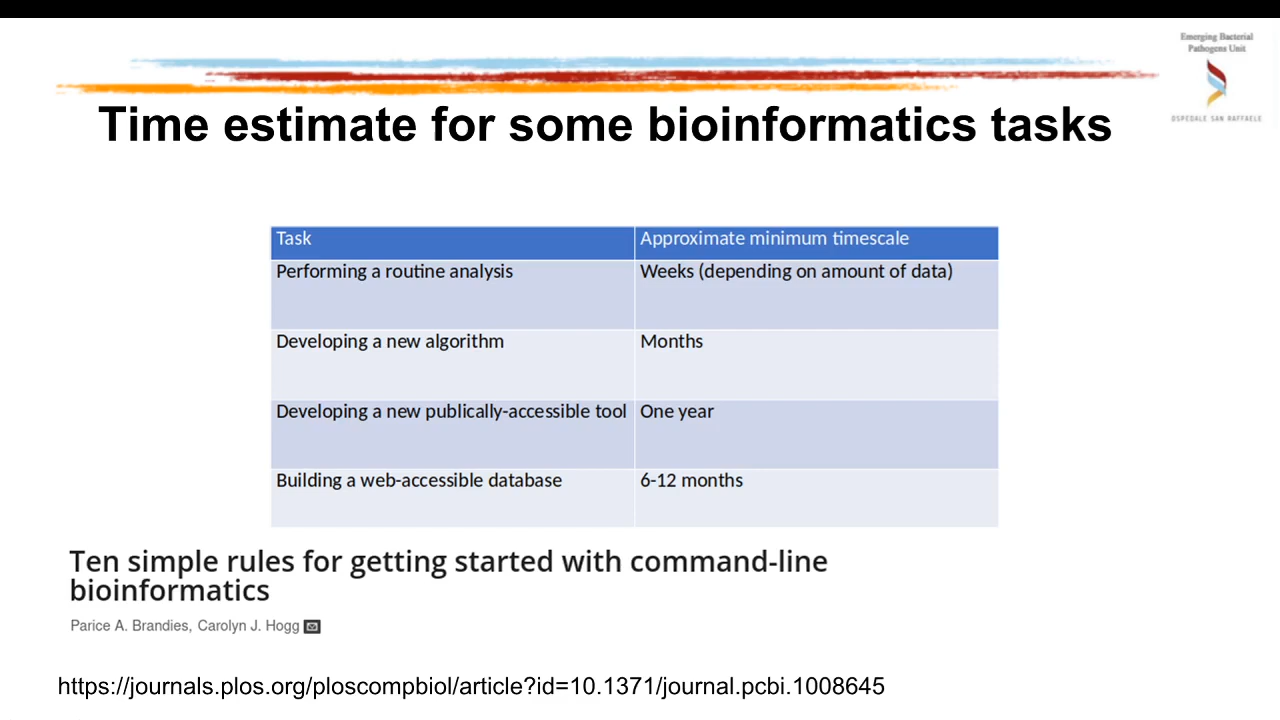 Emerging Bacterial
Pathogens Unit
OSPEDALE SAN RAFFAELE
Time estimate for some bioinformatics tasks
Task Approximate minimum timescale
Performing a routine analysis Weeks (depending on amount of data)
Developing a new algorithm Months
Developing a new publically-accessible tool One year
Building a web-accessible database 6-12 months
Ten simple rules for getting started with command-line
bioinformatics
Parice A. Brandies, Carolyn J. Hogg
https://journals.plos.org/ploscompbiol/article?id=10.1371/journal.pcbi.1008645